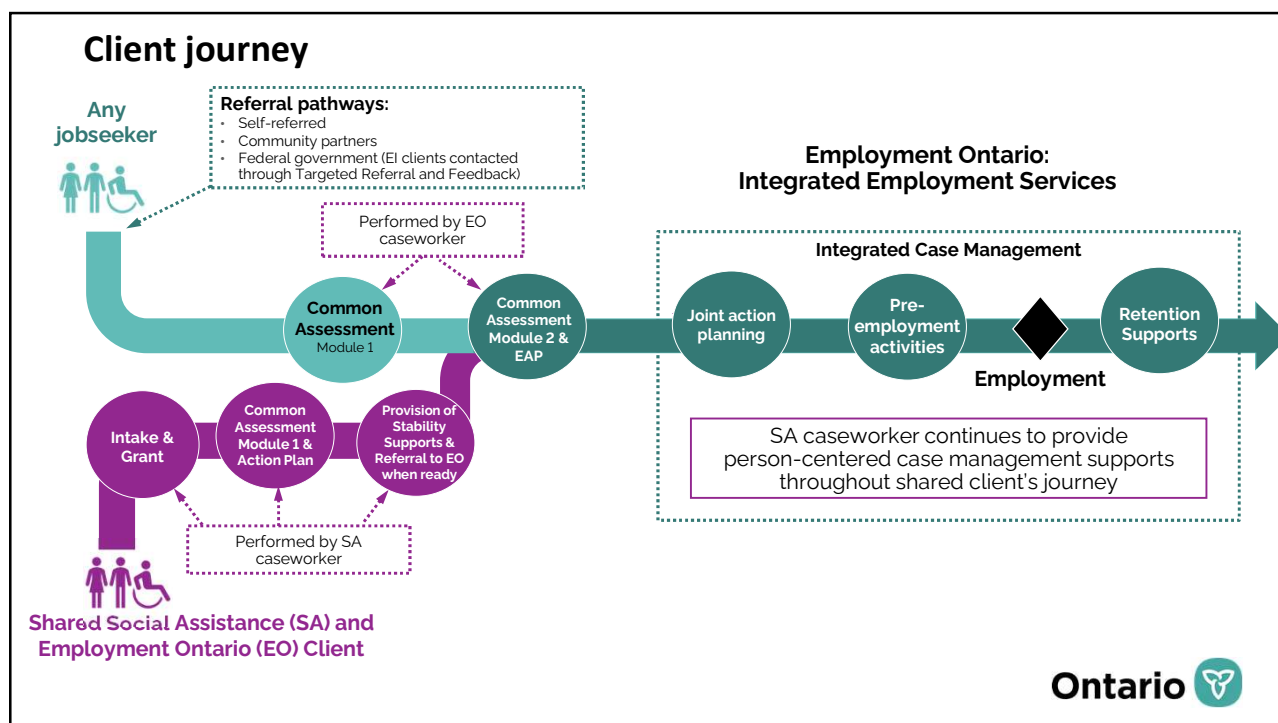 Client journey
Any
jobseeker
Referral pathways:
• Self-referred
• Community partners
• Federal government (EI clients contacted
through Targeted Referral and Feedback)
Performed by EO
caseworker
Employment Ontario:
Integrated Employment Services
Integrated Case Management
Common
Assessment
Module 1
Common
Assessment
Module 2 &
EAP
Joint action
planning
Pre-
employment
activities
Employment
Retention
Supports
Intake &
Grant
Common
Assessment
Module 1 &
Action Plan
Provision of
Stability
Supports &
Referral to EO
when ready
SA caseworker continues to provide
person-centered case management supports
throughout shared client's journey
Performed by SA
caseworker
Shared Social Assistance (SA) and
Employment Ontario (EO) Client
Ontario